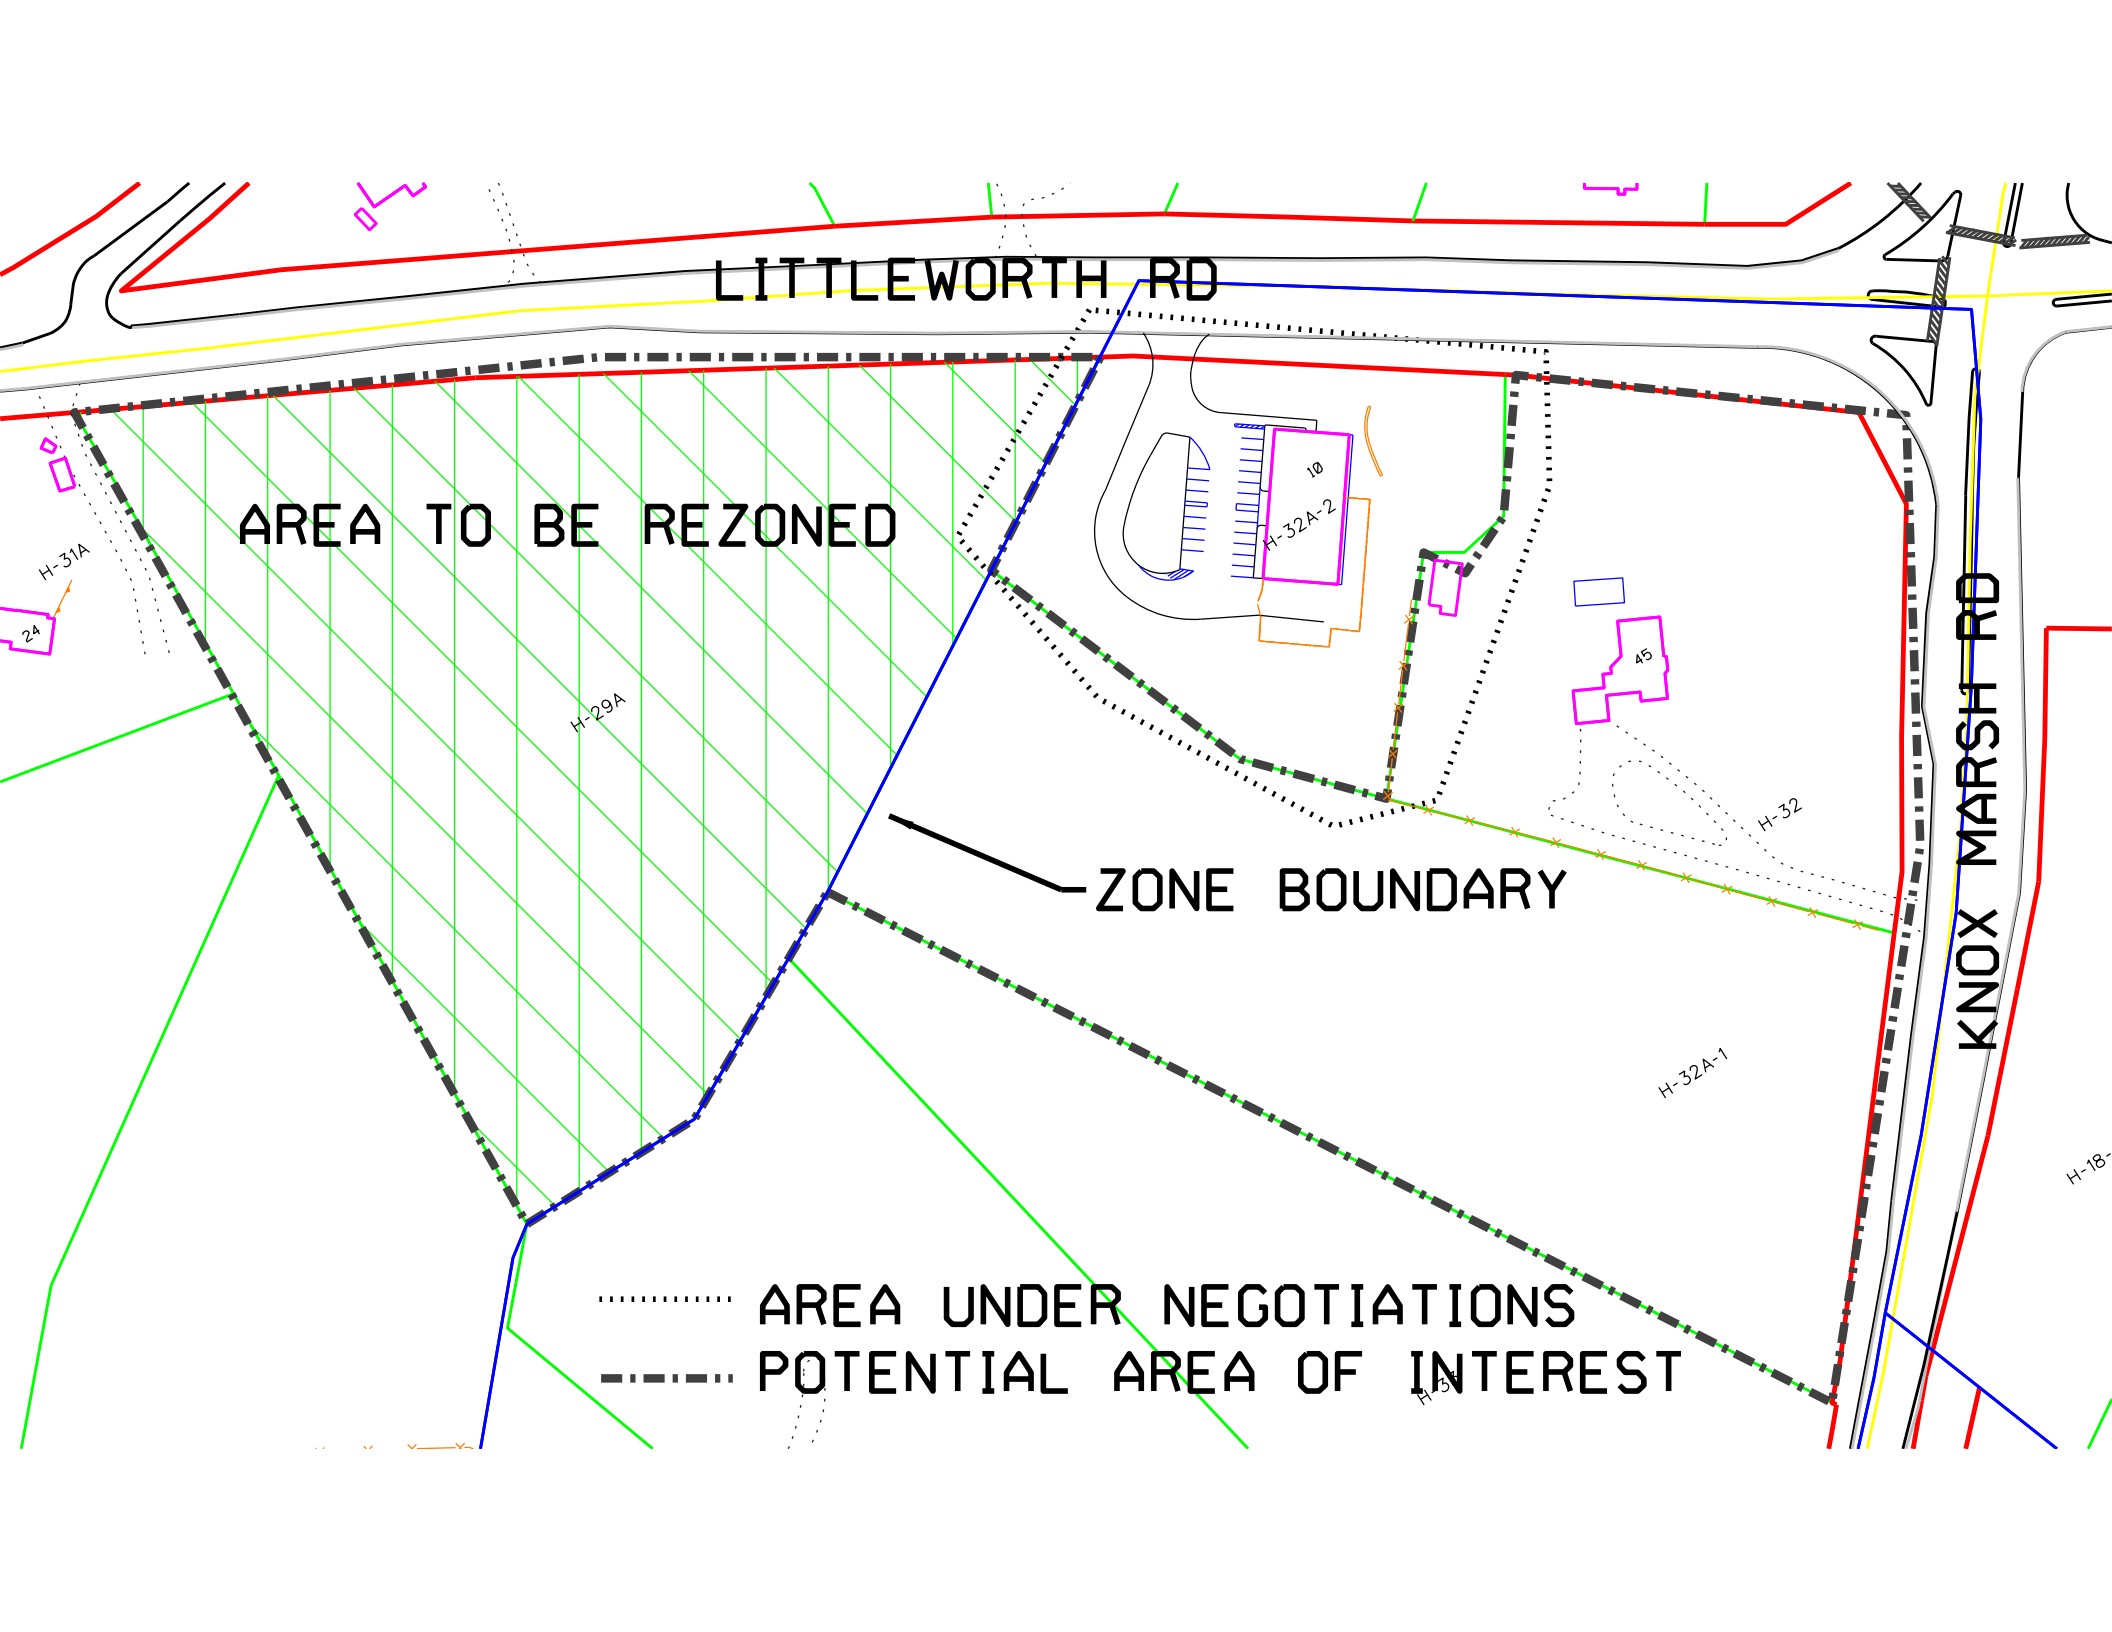 LITTLEWORTH RD
10
AREA TO BE REZONED
H-32A-2
H-31A
24
45
H-29A
KNOX MARSH RD
H-32
ZONE BOUNDARY
H-32A-1
H-18-
AREA UNDER NEGOTIATIONS
POTENTIAL AREA OF INTEREST